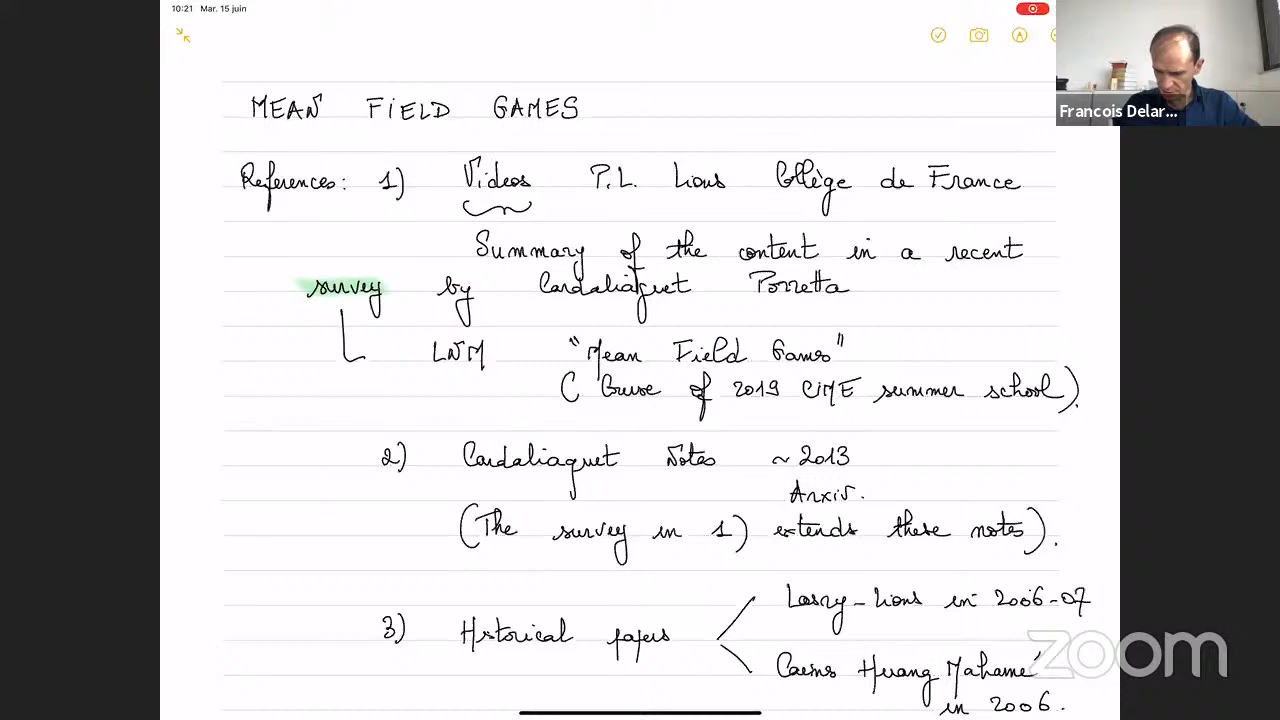 10:21 Mar. 15 juin
MEAN FIELD GAMES
References: 1) Videos P.L. Lions Collège de France
Summary of the content in a recent
survey by Cardaliaguet Porretta
LNM "Mean Field Games"
( Course of 2019 CIME summer school).
2) Cardaliaguet Notes ~ 2013
Arxiv.
(The survey in 1) extends these notes).
3) Historical papers
Lasry-Lions in 2006-07
Caines Huang Malhamé
in 2006.
Francois Delar...
zoom